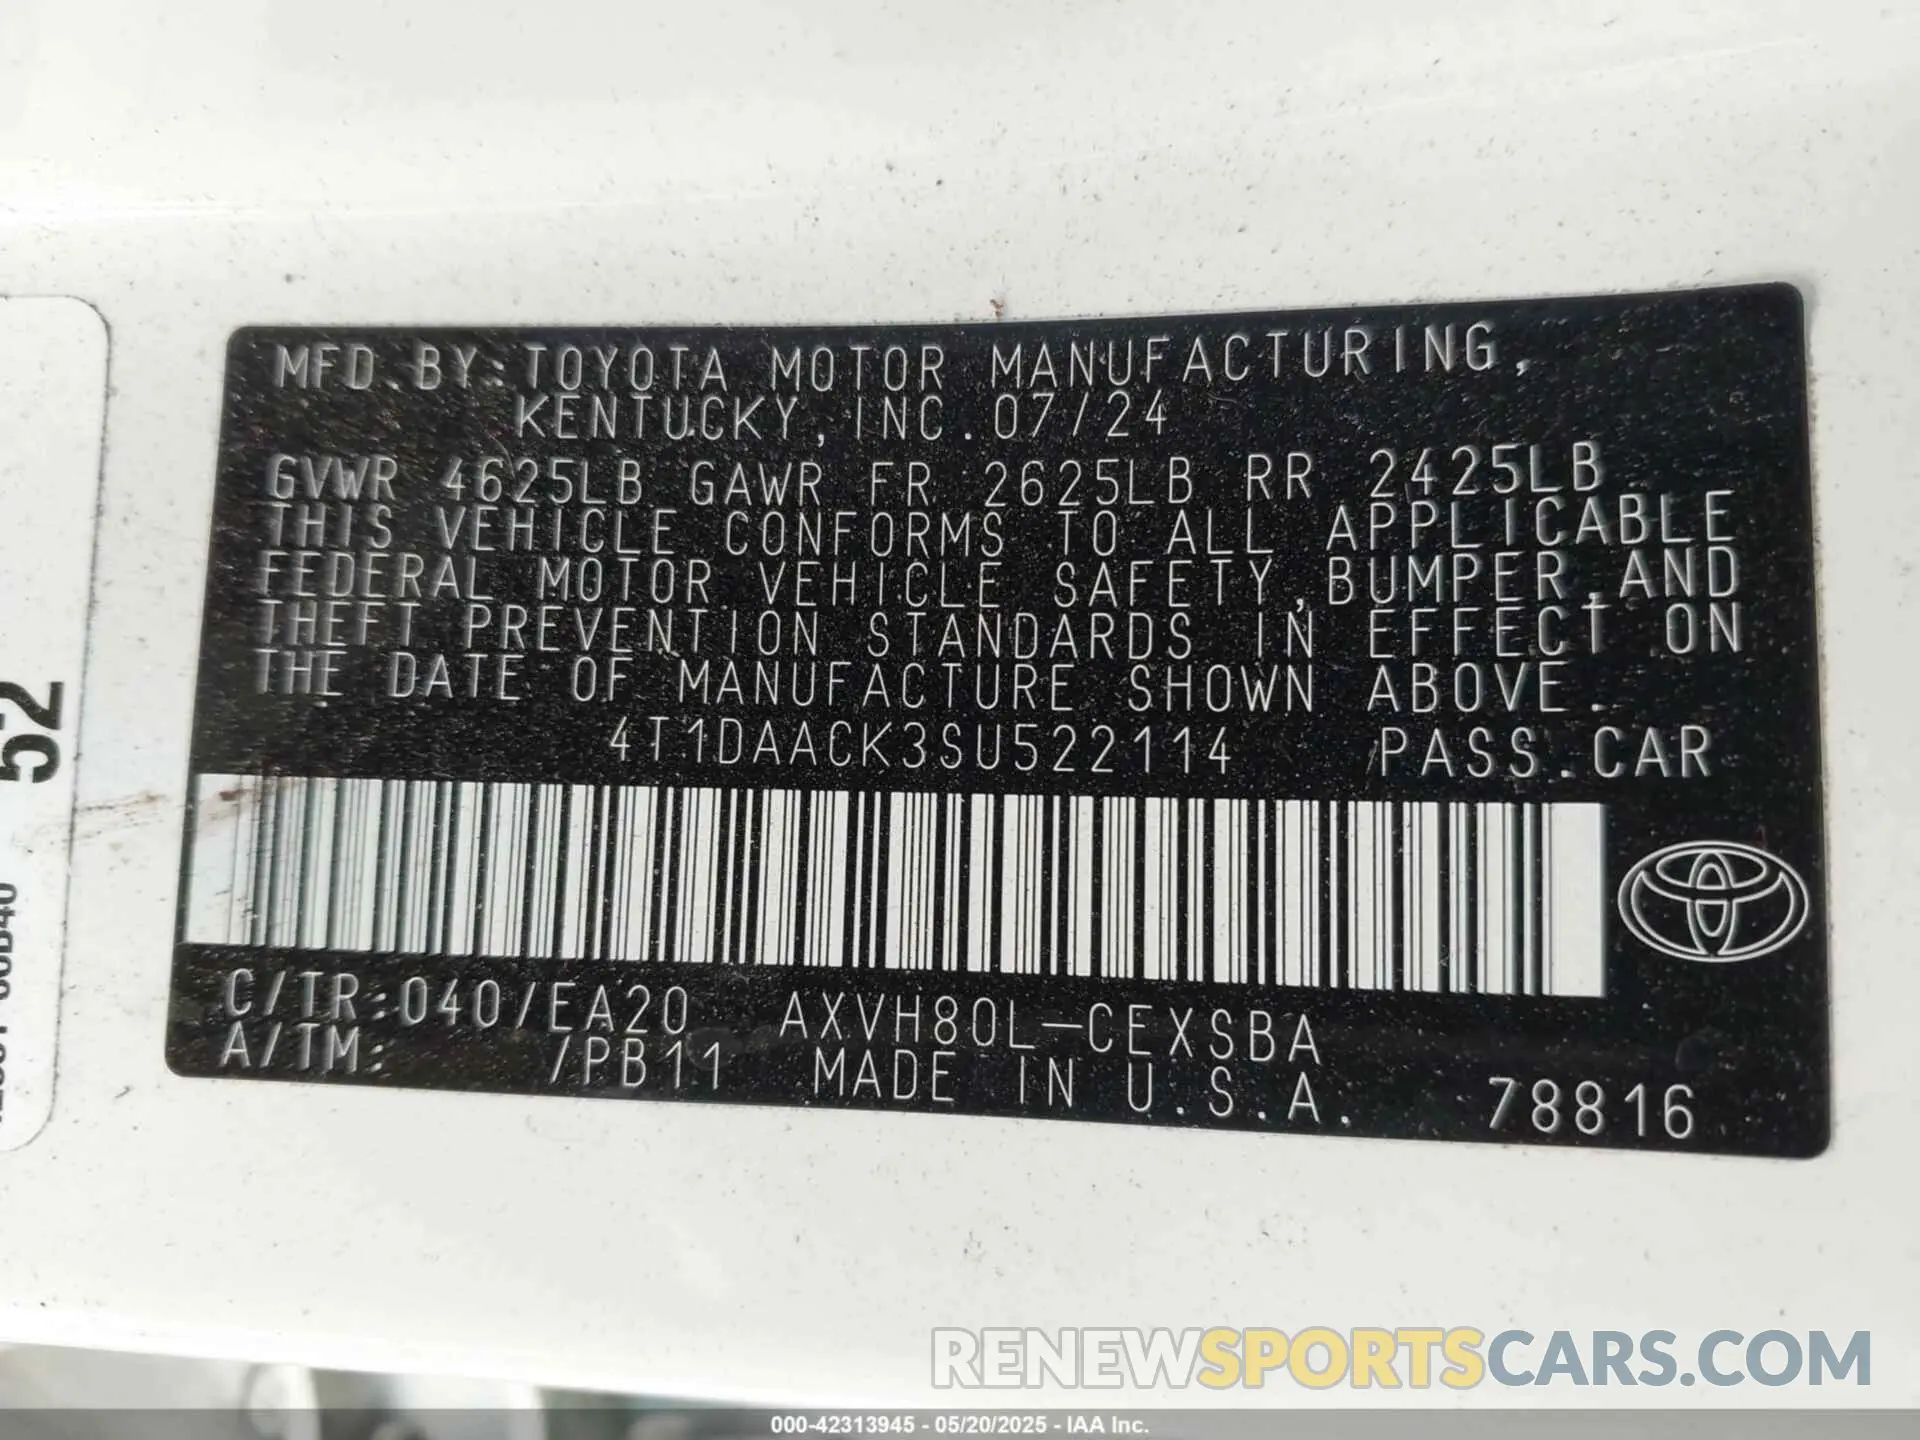 MFD.BY:TOYOTA MOTOR MANUFACTURING,
KENTUCKY,INC.07/24
GVWR 4625LB GAWR FR 2625LB RR 2425LB
THIS VEHICLE CONFORMS TO ALL APPLICABLE
FEDERAL MOTOR VEHICLE SAFETY,BUMPER,AND
THEFT PREVENTION STANDARDS IN EFFECT ON
THE DATE OF MANUFACTURE SHOWN ABOVE.
4T1DAACK3SU522114 PASS.CAR
C/TR:040/EA20 AXVH80L-CEXSBA
A/TM: /PB11 MADE IN U.S.A. 78816
52
RENEWSPORTSCARS.COM
000-42313945 - 05/20/2025 - IAA Inc.